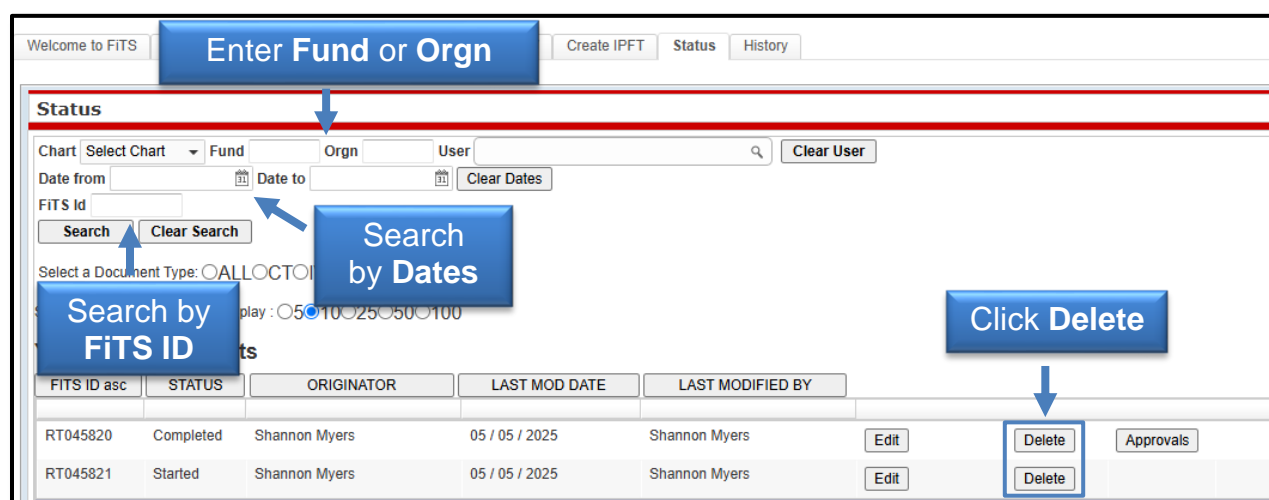 Welcome to FiTS
Enter Fund or Orgn
Create IPFT Status History
Status
Chart Select Chart Fund Orgn User Clear User
Date from 31 Date to 31 Clear Dates
FiTS Id
Search Clear Search
Search
by Dates
Select a Document Type: ALL CT
Search by
FiTS ID
play : 5 10 25 50 100
Click Delete
ts
FITS ID asc STATUS ORIGINATOR LAST MOD DATE LAST MODIFIED BY
RT045820 Completed Shannon Myers 05 / 05 / 2025 Shannon Myers Edit Delete Approvals
RT045821 Started Shannon Myers 05 / 05 / 2025 Shannon Myers Edit Delete